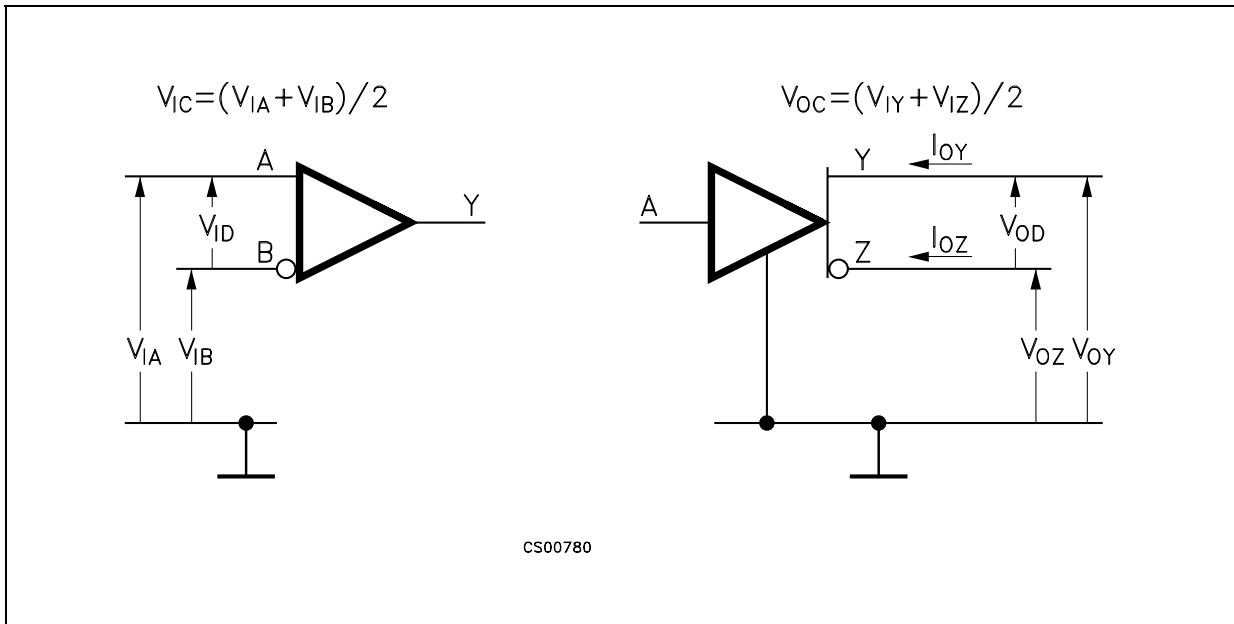 V_IC=(V_IA+V_IB)/2
V_OC=(V_IY+V_IZ)/2
A
V_ID
B
Y
V_IA
V_IB
A
Y
I_OY
Z
I_OZ
V_OD
V_OZ
V_OY
CS00780